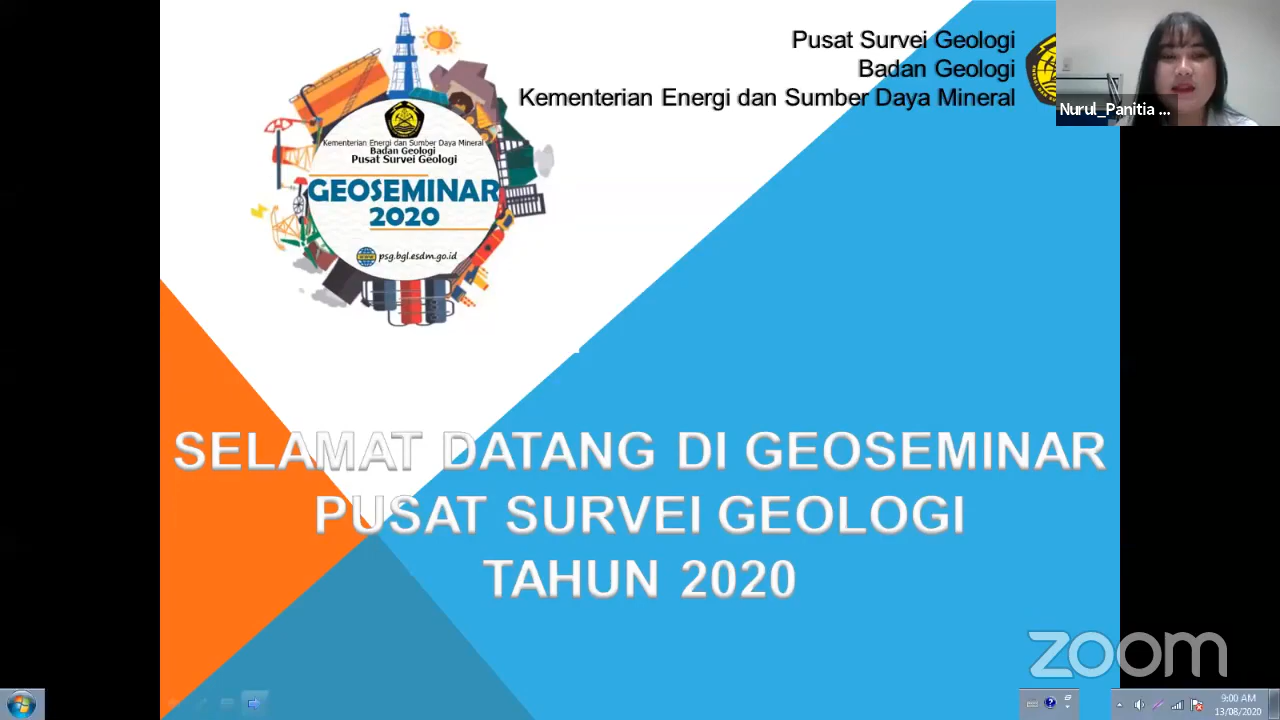 Pusat Survei Geologi
Badan Geologi
Kementerian Energi dan Sumber Daya Mineral
Nurul_Panitia ...
Kementerian Energi dan Sumber Daya Mineral
Badan Geologi
Pusat Survei Geologi
GEOSEMINAR
2020
psg.bgl.esdm.go.id
SELAMAT DATANG DI GEOSEMINAR
PUSAT SURVEI GEOLOGI
TAHUN 2020
zoom
9:00 AM
13/08/2020